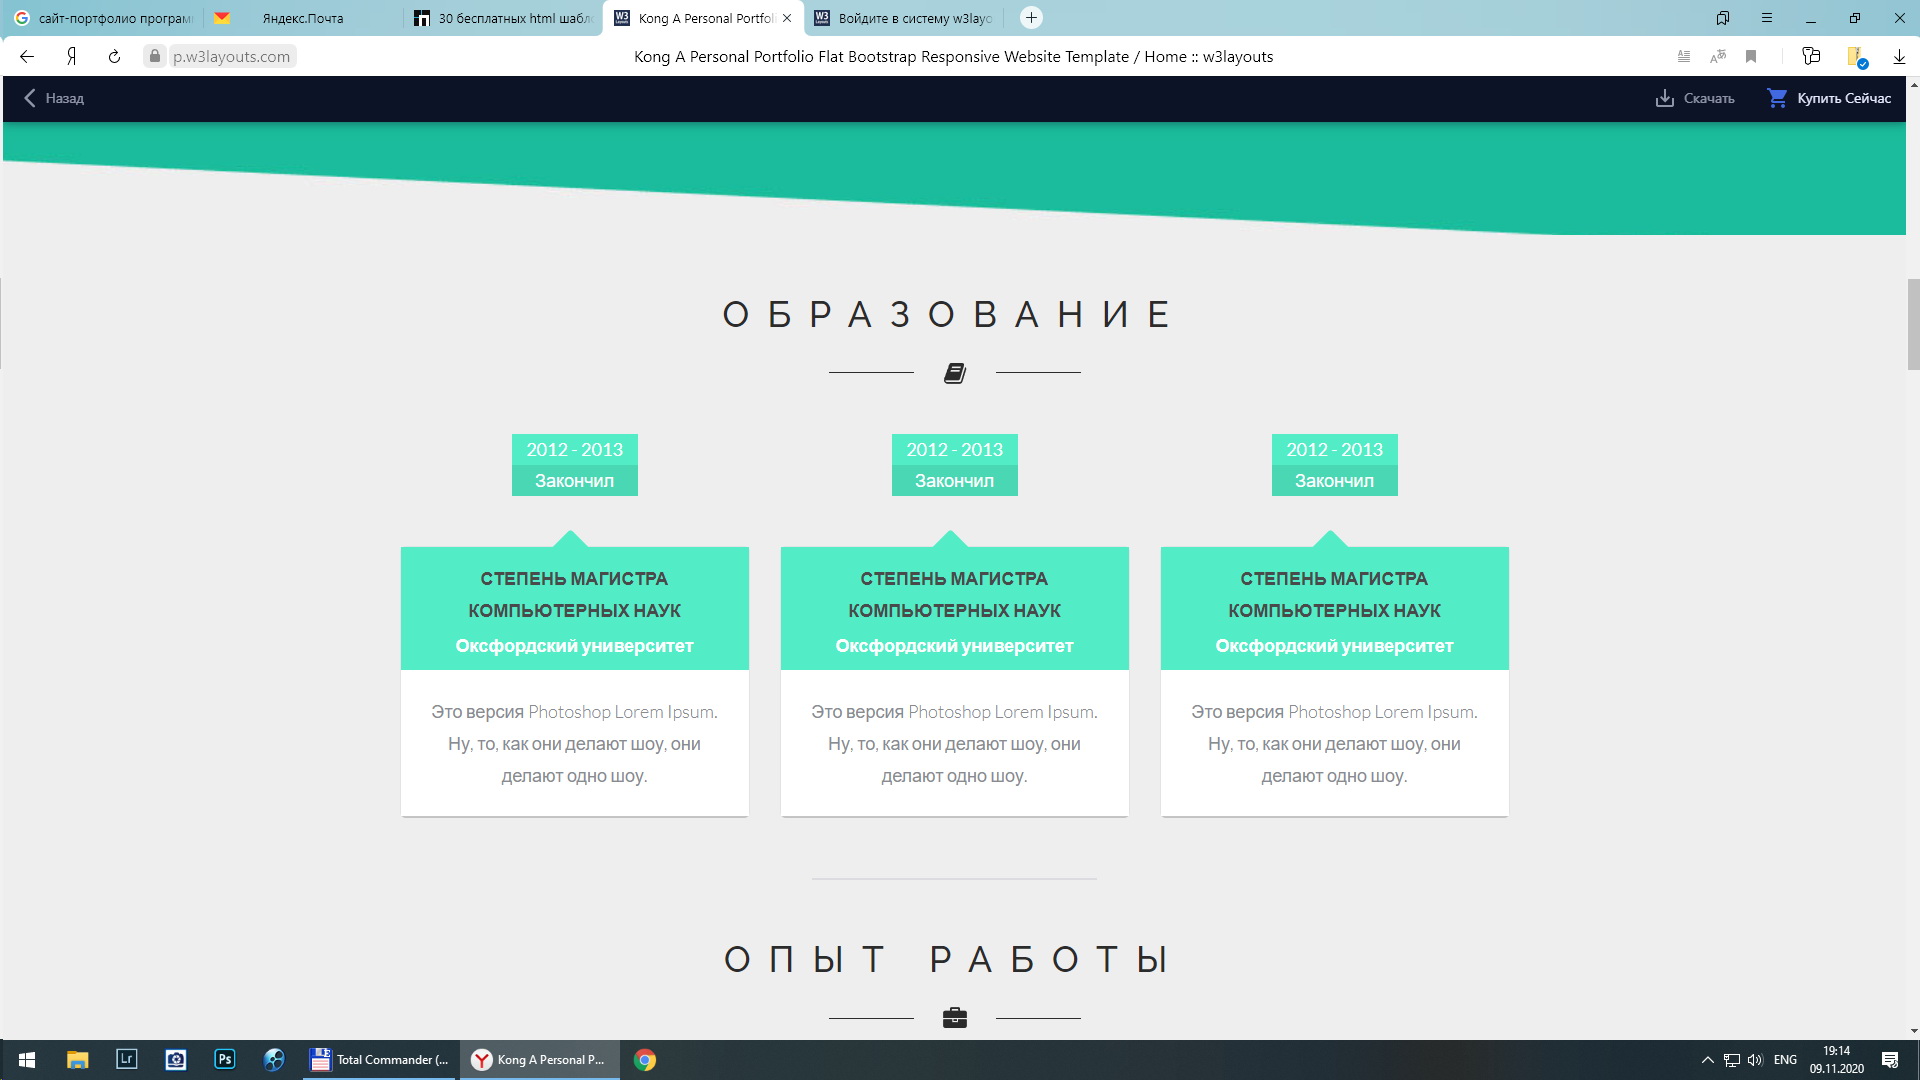 сайт-портфолио програм
Яндекс.Почта
30 бесплатных html шабл
Kong A Personal Portfoli
Войдите в систему w3layo
p.w3layouts.com
Kong A Personal Portfolio Flat Bootstrap Responsive Website Template / Home :: w3layouts
Назад
Скачать
Купить Сейчас
ОБРАЗОВАНИЕ
2012 - 2013
Закончил
2012 - 2013
Закончил
2012 - 2013
Закончил
СТЕПЕНЬ МАГИСТРА
КОМПЬЮТЕРНЫХ НАУК
Оксфордский университет
Это версия Photoshop Lorem Ipsum.
Ну, то, как они делают шоу, они
делают одно шоу.
СТЕПЕНЬ МАГИСТРА
КОМПЬЮТЕРНЫХ НАУК
Оксфордский университет
Это версия Photoshop Lorem Ipsum.
Ну, то, как они делают шоу, они
делают одно шоу.
СТЕПЕНЬ МАГИСТРА
КОМПЬЮТЕРНЫХ НАУК
Оксфордский университет
Это версия Photoshop Lorem Ipsum.
Ну, то, как они делают шоу, они
делают одно шоу.
ОПЫТ РАБОТЫ
Lr
Ps
Total Commander (...
Kong A Personal P...
ENG
19:14
09.11.2020